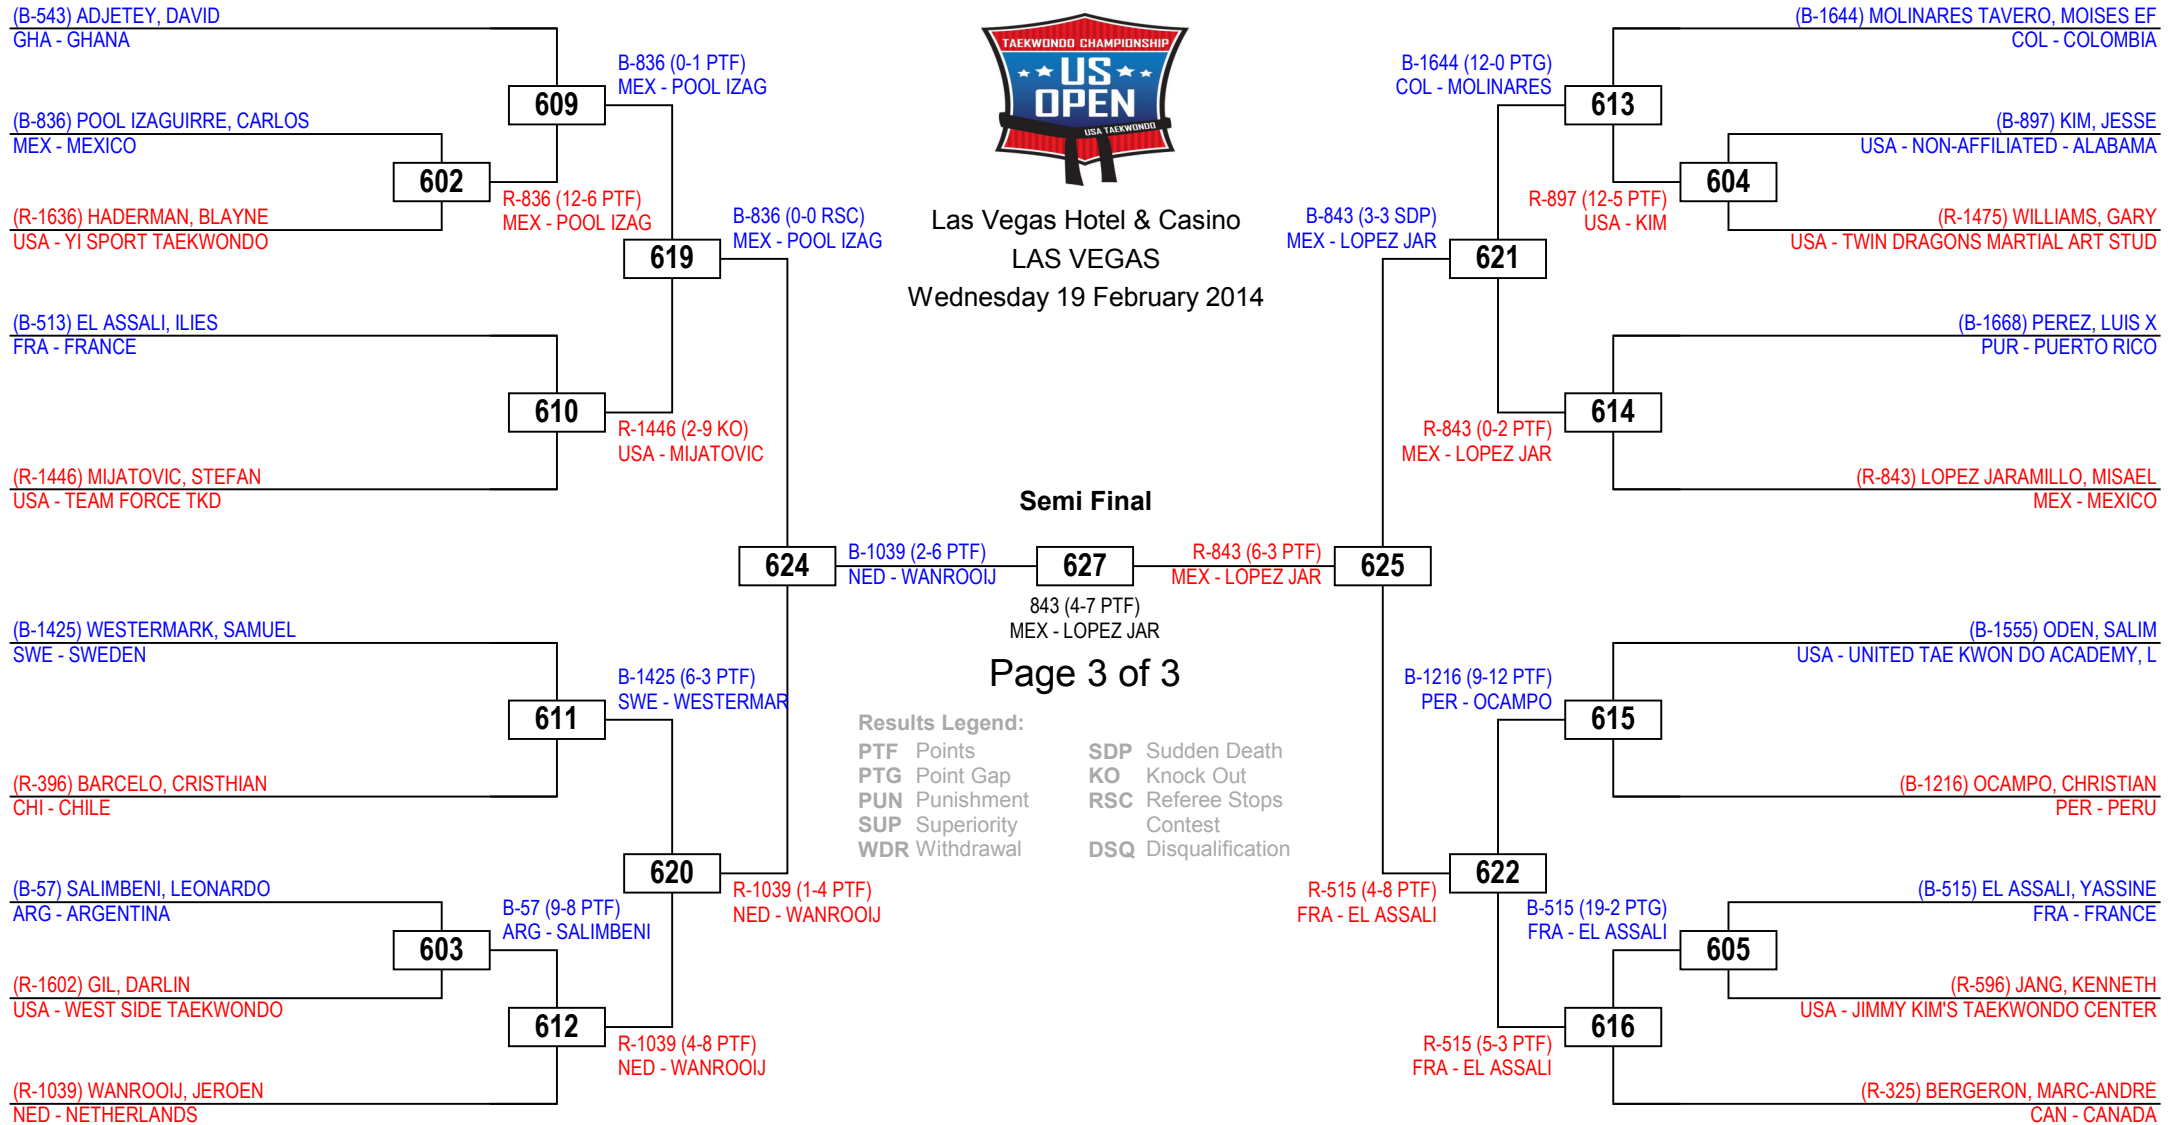 (B-543) ADJETEY, DAVID
GHA - GHANA
(B-836) POOL IZAGUIRRE, CARLOS
MEX - MEXICO
(R-1636) HADERMAN, BLAYNE
USA - YI SPORT TAEKWONDO
(B-513) EL ASSALI, ILIES
FRA - FRANCE
(R-1446) MIJATOVIC, STEFAN
USA - TEAM FORCE TKD
(B-1425) WESTERMARK, SAMUEL
SWE - SWEDEN
(R-396) BARCELO, CRISTHIAN
CHI - CHILE
(B-57) SALIMBENI, LEONARDO
ARG - ARGENTINA
(R-1602) GIL, DARLIN
USA - WEST SIDE TAEKWONDO
(R-1039) WANROOIJ, JEROEN
NED - NETHERLANDS
602
R-836 (12-6 PTF)
MEX - POOL IZAG
603
B-57 (9-8 PTF)
ARG - SALIMBENI
609
B-836 (0-1 PTF)
MEX - POOL IZAG
610
R-1446 (2-9 KO)
USA - MIJATOVIC
611
B-1425 (6-3 PTF)
SWE - WESTERMAR
612
R-1039 (4-8 PTF)
NED - WANROOIJ
619
B-836 (0-0 RSC)
MEX - POOL IZAG
620
R-1039 (1-4 PTF)
NED - WANROOIJ
624
B-1039 (2-6 PTF)
NED - WANROOIJ
TAEKWONDO CHAMPIONSHIP
US
OPEN
USA TAEKWONDO
Las Vegas Hotel & Casino
LAS VEGAS
Wednesday 19 February 2014
Semi Final
627
843 (4-7 PTF)
MEX - LOPEZ JAR
Page 3 of 3
Results Legend:
PTF Points
PTG Point Gap
PUN Punishment
SUP Superiority
WDR Withdrawal
SDP Sudden Death
KO Knock Out
RSC Referee Stops
Contest
DSQ Disqualification
R-843 (6-3 PTF)
MEX - LOPEZ JAR
625
B-843 (3-3 SDP)
MEX - LOPEZ JAR
621
R-515 (4-8 PTF)
FRA - EL ASSALI
622
B-1644 (12-0 PTG)
COL - MOLINARES
613
R-843 (0-2 PTF)
MEX - LOPEZ JAR
614
B-1216 (9-12 PTF)
PER - OCAMPO
615
R-515 (5-3 PTF)
FRA - EL ASSALI
616
R-897 (12-5 PTF)
USA - KIM
604
B-515 (19-2 PTG)
FRA - EL ASSALI
605
(B-1644) MOLINARES TAVERO, MOISES EF
COL - COLOMBIA
(B-897) KIM, JESSE
USA - NON-AFFILIATED - ALABAMA
(R-1475) WILLIAMS, GARY
USA - TWIN DRAGONS MARTIAL ART STUD
(B-1668) PEREZ, LUIS X
PUR - PUERTO RICO
(R-843) LOPEZ JARAMILLO, MISAEL
MEX - MEXICO
(B-1555) ODEN, SALIM
USA - UNITED TAE KWON DO ACADEMY, L
(B-1216) OCAMPO, CHRISTIAN
PER - PERU
(B-515) EL ASSALI, YASSINE
FRA - FRANCE
(R-596) JANG, KENNETH
USA - JIMMY KIM'S TAEKWONDO CENTER
(R-325) BERGERON, MARC-ANDRÉ
CAN - CANADA